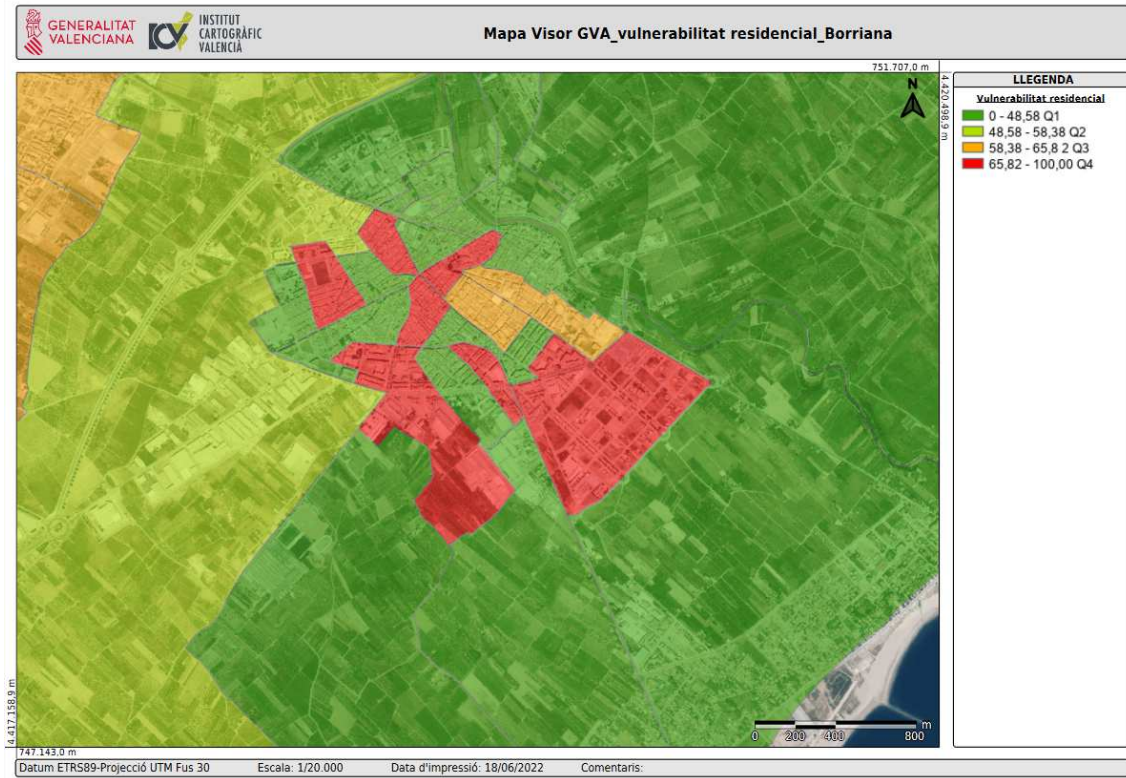 GENERALITAT
VALENCIANA
ICV
INSTITUT
CARTOGRÀFIC
VALENCIÀ
Mapa Visor GVA_vulnerabilitat residencial_Borriana
751.707,0 m
4.420.498,9 m
N
LLEGENDA
Vulnerabilitat residencial
0 - 48,58 Q1
48,58 - 58,38 Q2
58,38 - 65,8 2 Q3
65,82 - 100,00 Q4
m
0 200 400 800
4.417.158,9 m
747.143,0 m
Datum ETRS89-Projecció UTM Fus 30 Escala: 1/20.000 Data d'impressió: 18/06/2022 Comentaris: